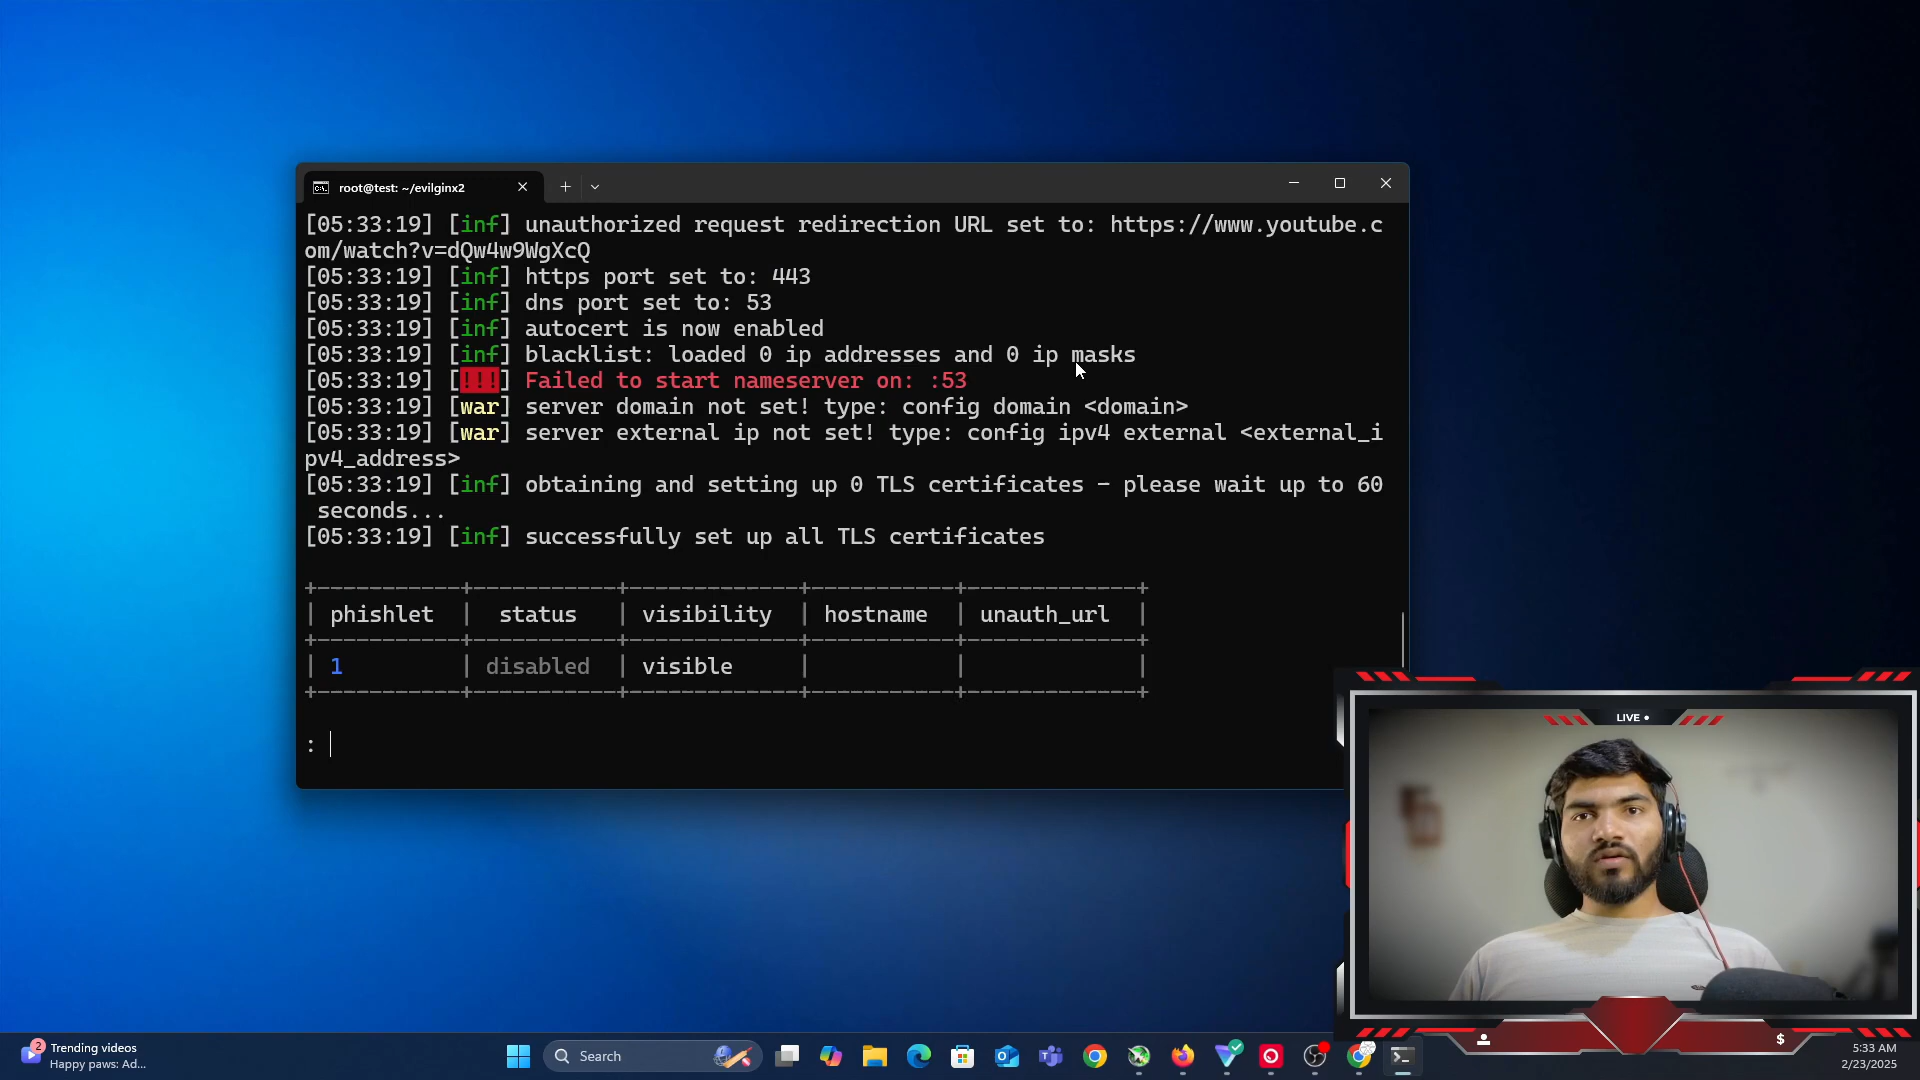 root@test: ~/evilginx2
[05:33:19] [inf] unauthorized request redirection URL set to: https://www.youtube.c
om/watch?v=dQw4w9WgXcQ
[05:33:19] [inf] https port set to: 443
[05:33:19] [inf] dns port set to: 53
[05:33:19] [inf] autocert is now enabled
[05:33:19] [inf] blacklist: loaded 0 ip addresses and 0 ip masks
[05:33:19] [!!!] Failed to start nameserver on: :53
[05:33:19] [war] server domain not set! type: config domain <domain>
[05:33:19] [war] server external ip not set! type: config ipv4 external <external_i
pv4_address>
[05:33:19] [inf] obtaining and setting up 0 TLS certificates - please wait up to 60
seconds...
[05:33:19] [inf] successfully set up all TLS certificates
| phishlet | status | visibility | hostname | unauth_url |
| 1 | disabled | visible | | |
:
LIVE
$
2
Trending videos
Happy paws: Ad...
Search
5:33 AM
2/23/2025